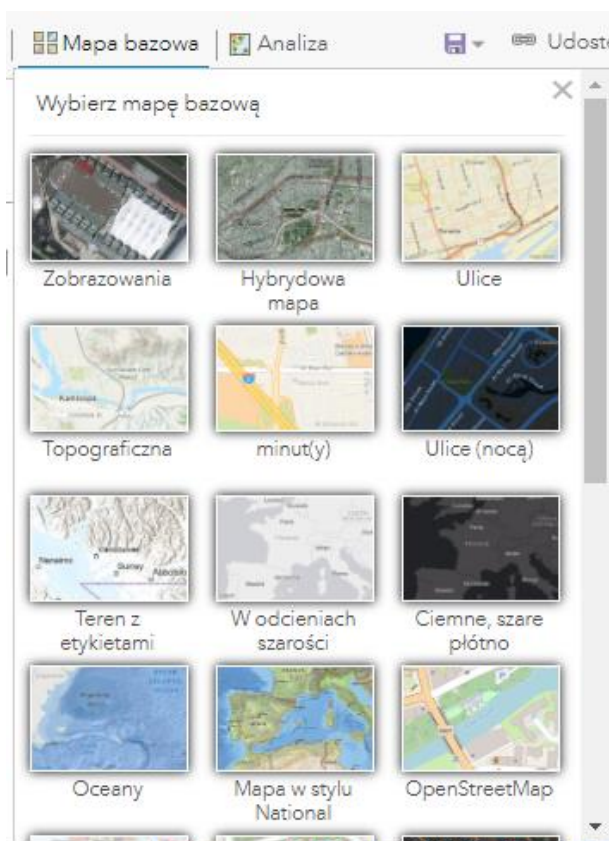 Mapa bazowa Analiza Udost
Wybierz mapę bazową
Zobrazowania
Hybrydowa
mapa
Ulice
Topograficzna
minut(y)
Ulice (nocą)
Teren z
etykietami
W odcieniach
szarości
Ciemne, szare
płótno
Oceany
Mapa w stylu
National
OpenStreetMap